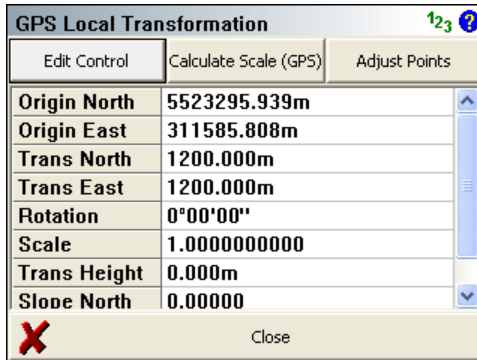 GPS Local Transformation 123 ?
Edit Control Calculate Scale (GPS) Adjust Points
Origin North 5523295.939m
Origin East 311585.808m
Trans North 1200.000m
Trans East 1200.000m
Rotation 0°00'00"
Scale 1.0000000000
Trans Height 0.000m
Slope North 0.00000
Close